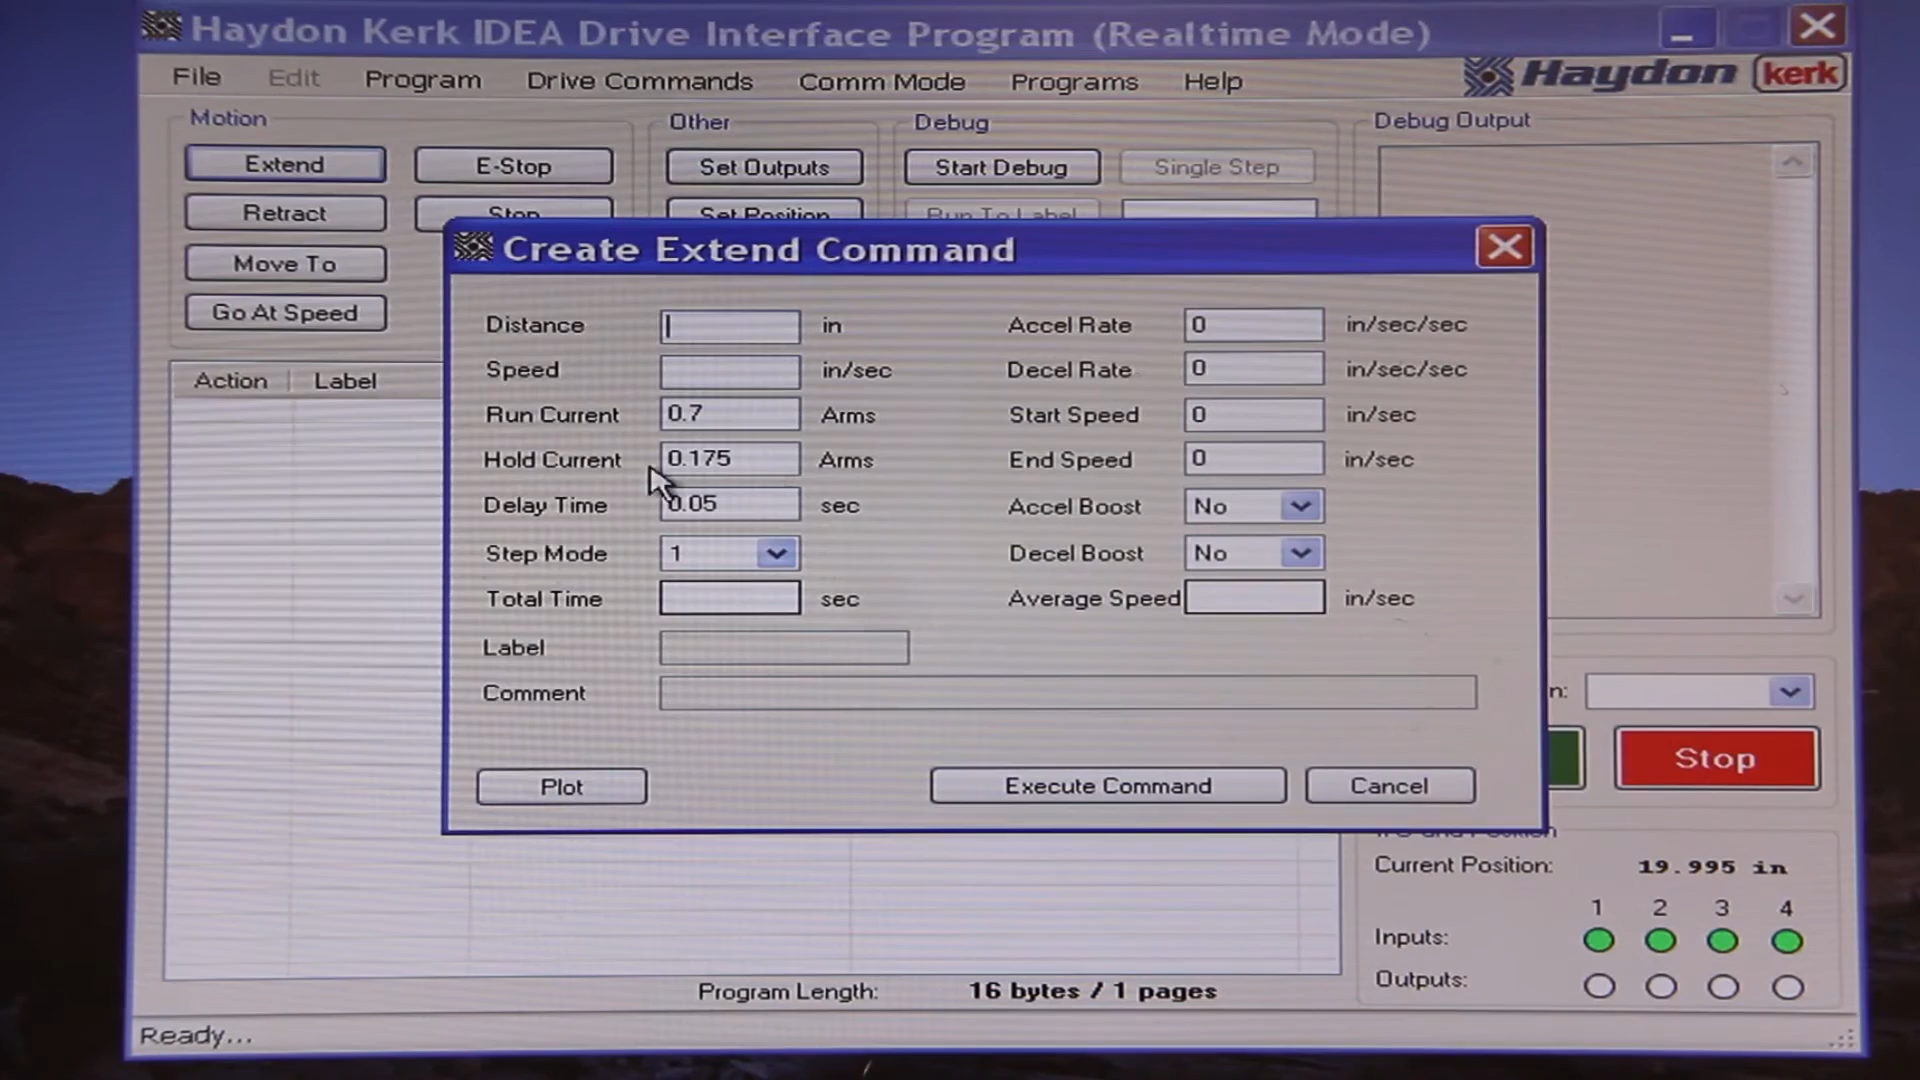 Haydon Kerk IDEA Drive Interface Program (Realtime Mode)
File Edit Program Drive Commands Comm Mode Programs Help
Haydon kerk
Motion Other Debug Debug Output
Extend E-Stop Set Outputs Start Debug Single Step
Retract Stop Set Position Run To Label
Move To
Go At Speed
Action Label
Create Extend Command
Distance in Accel Rate 0 in/sec/sec
Speed in/sec Decel Rate 0 in/sec/sec
Run Current 0.7 Arms Start Speed 0 in/sec
Hold Current 0.175 Arms End Speed 0 in/sec
Delay Time 0.05 sec Accel Boost No
Step Mode 1 Decel Boost No
Total Time sec Average Speed in/sec
Label
Comment
n:
Plot Execute Command Cancel
Stop
Current Position: 19.995 in
1 2 3 4
Inputs:
Outputs:
Program Length: 16 bytes / 1 pages
Ready...